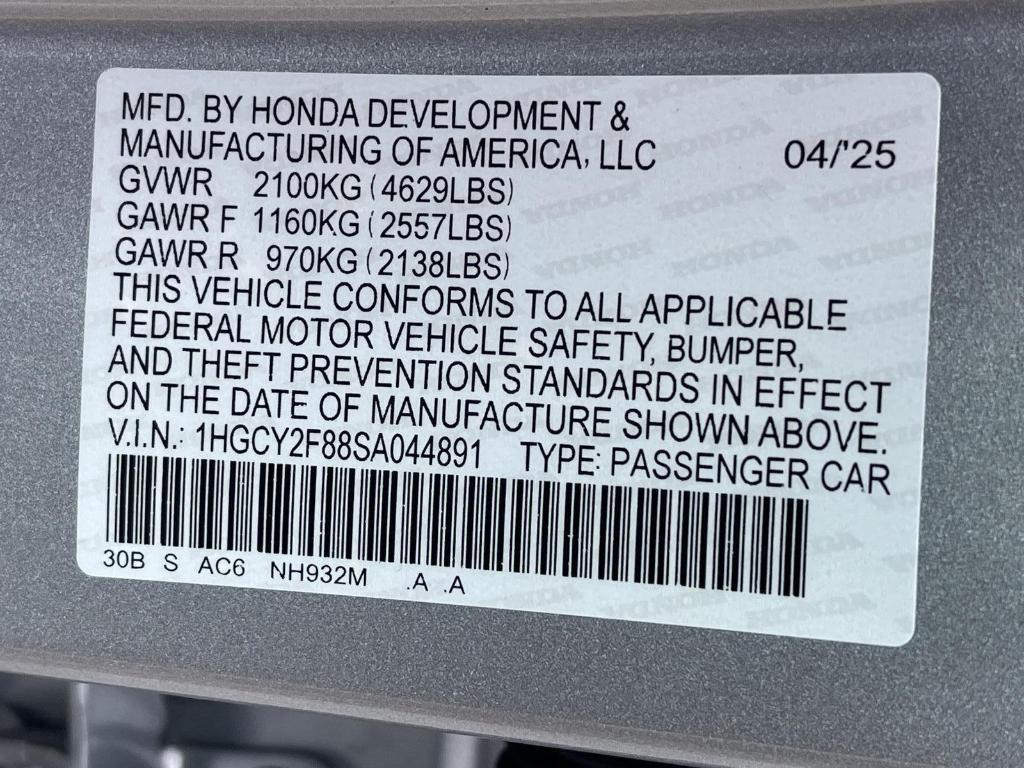 MFD. BY HONDA DEVELOPMENT &
MANUFACTURING OF AMERICA, LLC 04/'25
GVWR 2100KG (4629LBS)
GAWR F 1160KG (2557LBS)
GAWR R 970KG (2138LBS)
THIS VEHICLE CONFORMS TO ALL APPLICABLE
FEDERAL MOTOR VEHICLE SAFETY, BUMPER,
AND THEFT PREVENTION STANDARDS IN EFFECT
ON THE DATE OF MANUFACTURE SHOWN ABOVE.
V.I.N.: 1HGCY2F88SA044891 TYPE: PASSENGER CAR
30B S AC6 NH932M .A .A